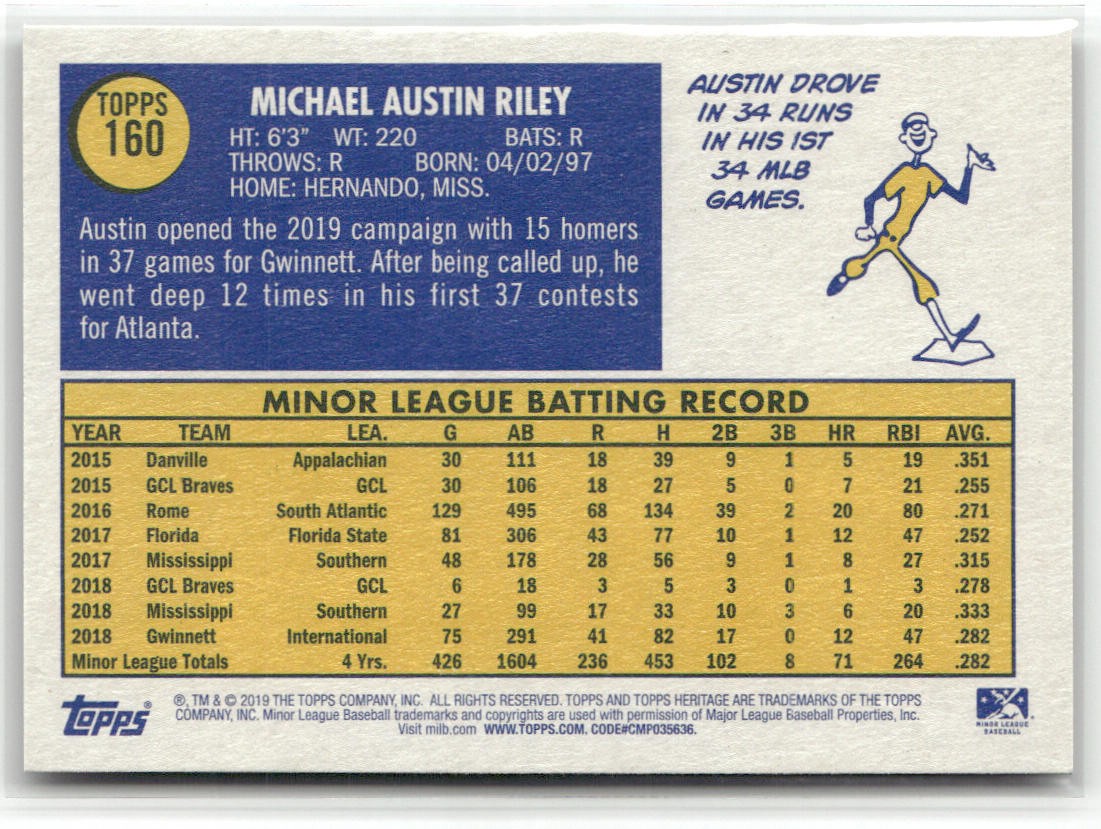 TOPPS
160
MICHAEL AUSTIN RILEY
HT: 6'3" WT: 220 BATS: R
THROWS: R BORN: 04/02/97
HOME: HERNANDO, MISS.
Austin opened the 2019 campaign with 15 homers
in 37 games for Gwinnett. After being called up, he
went deep 12 times in his first 37 contests
for Atlanta.
AUSTIN DROVE
IN 34 RUNS
IN HIS 1ST
34 MLB
GAMES.
MINOR LEAGUE BATTING RECORD
YEAR TEAM LEA. G AB R H 2B 3B HR RBI AVG.
2015 Danville Appalachian 30 111 18 39 9 1 5 19 .351
2015 GCL Braves GCL 30 106 18 27 5 0 7 21 .255
2016 Rome South Atlantic 129 495 68 134 39 2 20 80 .271
2017 Florida Florida State 81 306 43 77 10 1 12 47 .252
2017 Mississippi Southern 48 178 28 56 9 1 8 27 .315
2018 GCL Braves GCL 6 18 3 5 3 0 1 3 .278
2018 Mississippi Southern 27 99 17 33 10 3 6 20 .333
2018 Gwinnett International 75 291 41 82 17 0 12 47 .282
Minor League Totals 4 Yrs. 426 1604 236 453 102 8 71 264 .282
topps®
®, TM & © 2019 THE TOPPS COMPANY, INC. ALL RIGHTS RESERVED. TOPPS AND TOPPS HERITAGE ARE TRADEMARKS OF THE TOPPS
COMPANY, INC. Minor League Baseball trademarks and copyrights are used with permission of Major League Baseball Properties, Inc.
Visit milb.com WWW.TOPPS.COM. CODE#CMP035636.
MINOR LEAGUE
BASEBALL